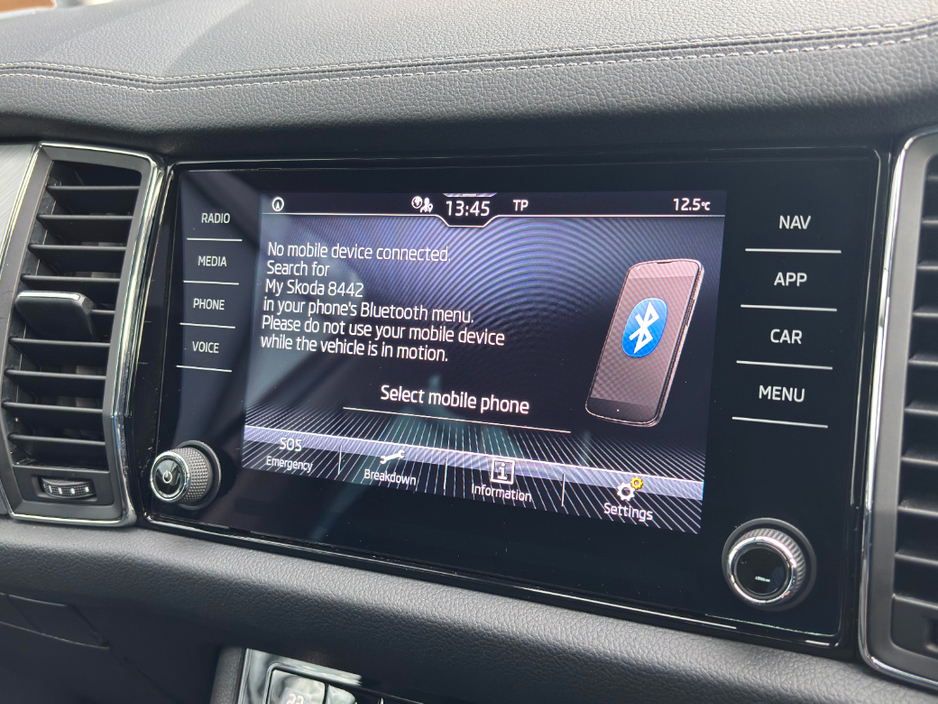 13:45
TP
12.5°C
RADIO
MEDIA
PHONE
VOICE
No mobile device connected.
Search for
My Skoda 8442
in your phone's Bluetooth menu.
Please do not use your mobile device
while the vehicle is in motion.
Select mobile phone
SOS
Emergency
Breakdown
Information
Settings
NAV
APP
CAR
MENU